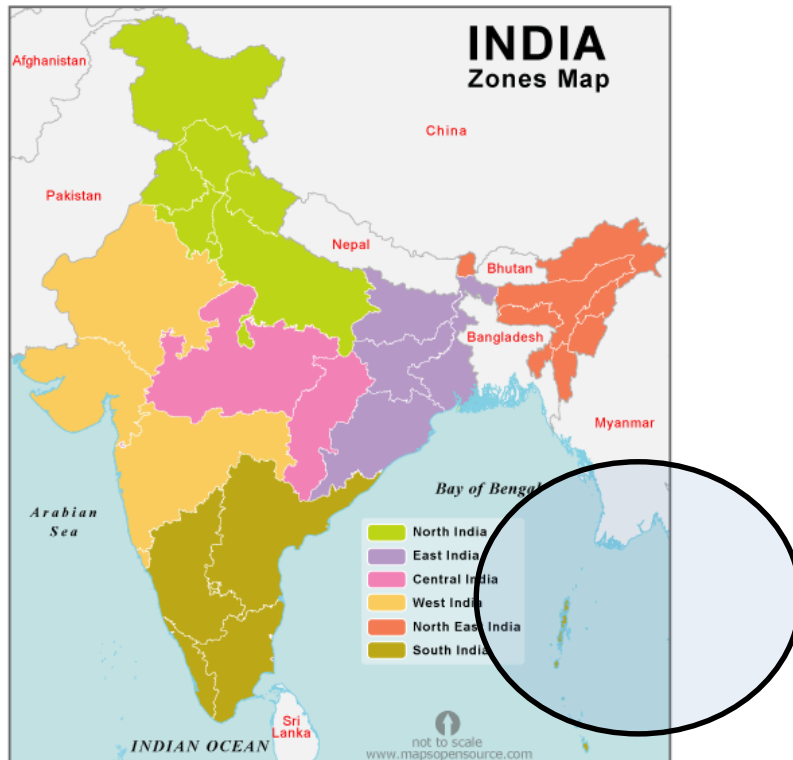 INDIA
Zones Map
Afghanistan
China
Pakistan
Nepal
Bhutan
Bangladesh
Myanmar
Bay of Bengal
Arabian
Sea
North India
East India
Central India
West India
North East India
South India
Sri
Lanka
INDIAN OCEAN
not to scale
www.mapsopensource.com